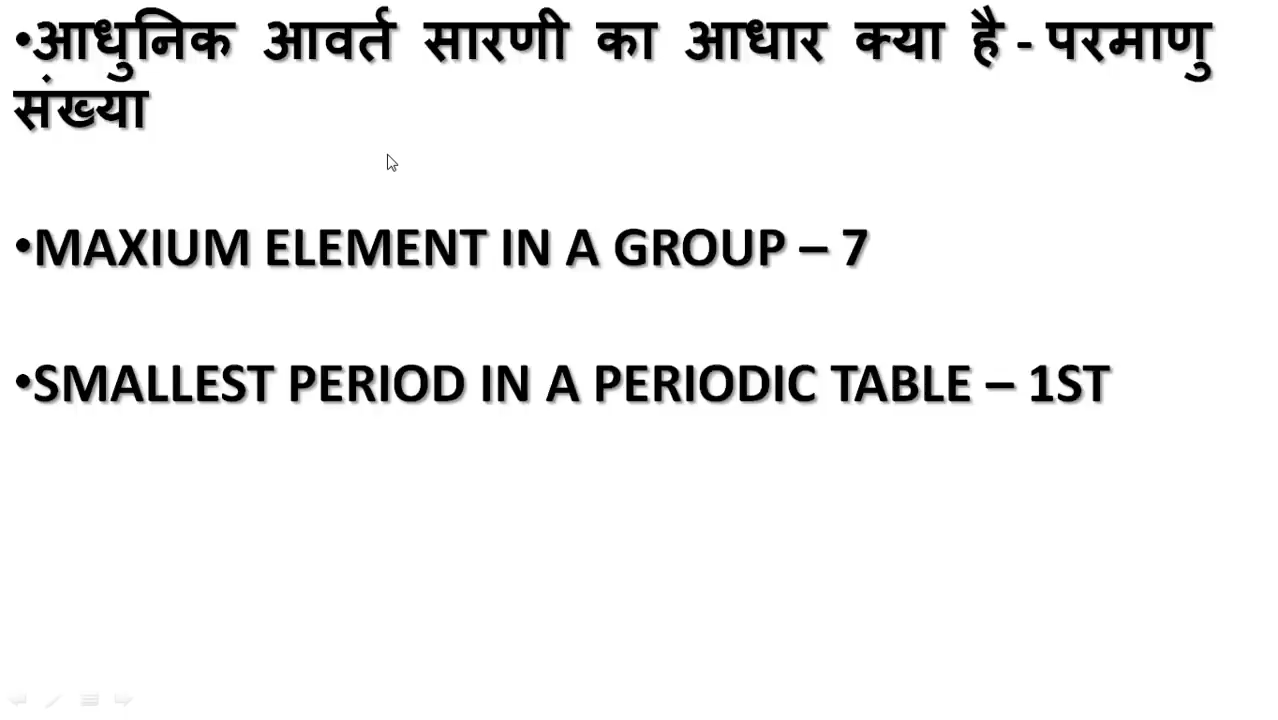 •आधुनिक आवर्त सारणी का आधार क्या है - परमाणु
संख्या
•MAXIUM ELEMENT IN A GROUP – 7
•SMALLEST PERIOD IN A PERIODIC TABLE – 1ST